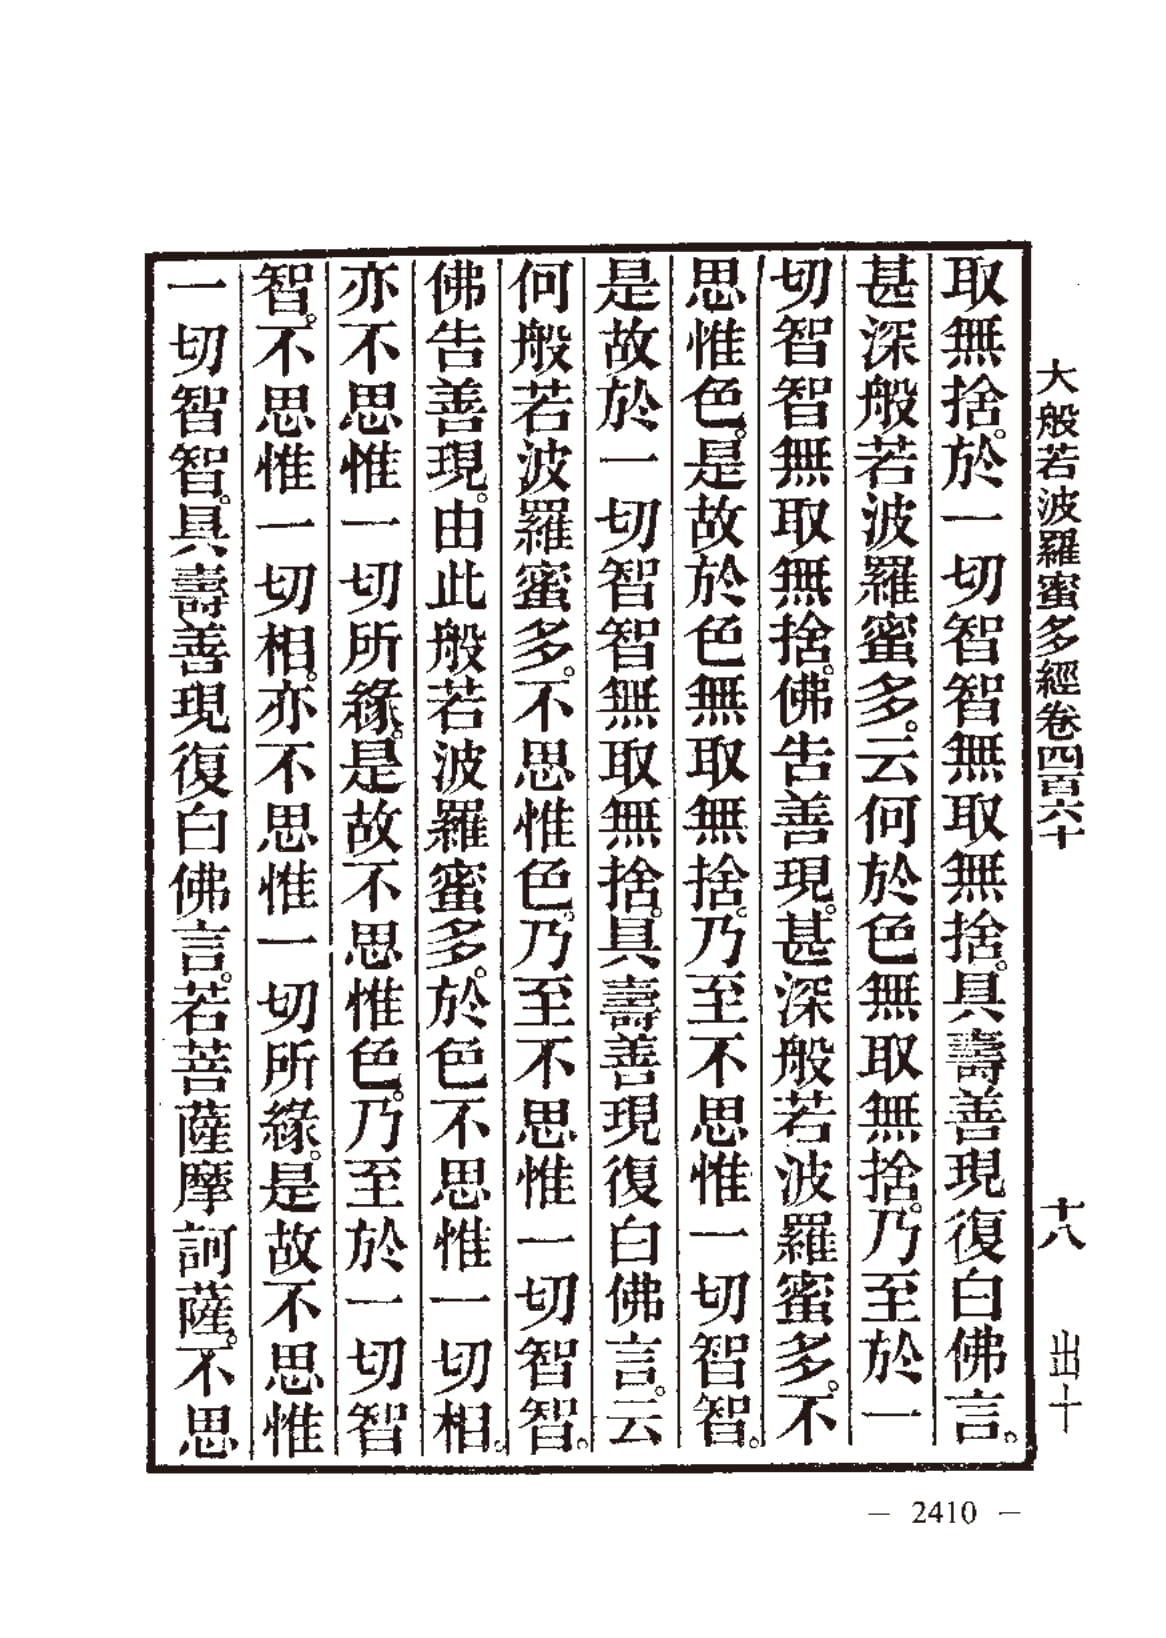 大般若波羅蜜多經卷四百六十 十八 出十
取無捨。於一切智智無取無捨。具壽善現復白佛言。
甚深般若波羅蜜多。云何於色無取無捨。乃至於一
切智智無取無捨。佛告善現。甚深般若波羅蜜多。不
思惟色。是故於色無取無捨。乃至不思惟一切智智。
是故於一切智智無取無捨。具壽善現復白佛言。云
何般若波羅蜜多。不思惟色。乃至不思惟一切智智。
佛告善現。由此般若波羅蜜多。於色不思惟一切相。
亦不思惟一切所緣。是故不思惟色。乃至於一切智
智。不思惟一切相。亦不思惟一切所緣。是故不思惟
一切智智。具壽善現復白佛言。若菩薩摩訶薩。不思
— 2410 —